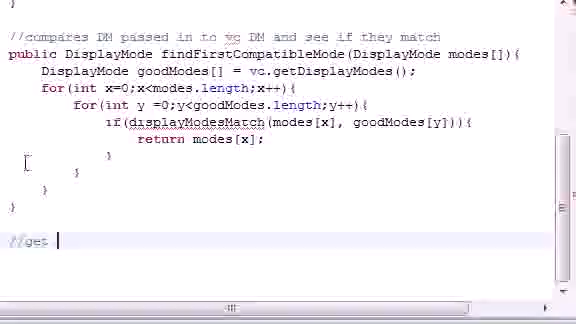 }
//compares DM passed in to vc DM and see if they match
public DisplayMode findFirstCompatibleMode(DisplayMode modes[]){
DisplayMode goodModes[] = vc.getDisplayModes();
for(int x=0;x<modes.length;x++){
for(int y =0;y<goodModes.length;y++){
if(displayModesMatch(modes[x], goodModes[y])){
return modes[x];
}
}
}
}
//get